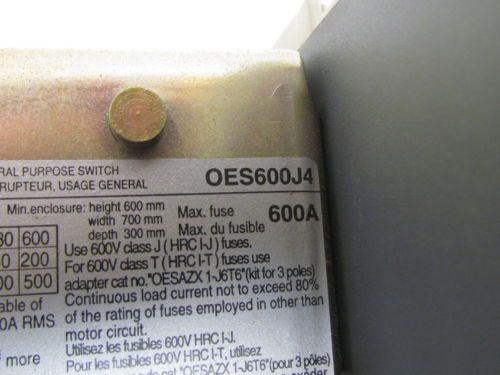 RAL PURPOSE SWITCH
RUPTEUR, USAGE GENERAL
OES600J4
Min.enclosure: height 600 mm
width 700 mm
depth 300 mm
Max. fuse
Max. du fusible
600A
600
200
00 500
Use 600V class J ( HRC I-J ) fuses.
For 600V class T ( HRC I-T ) fuses use
adapter cat no."OESAZX 1-J6T6"(kit for 3 poles)
Continuous load current not to exceed 80%
of the rating of fuses employed in other than
motor circuit.
able of
0A RMS
Utilisez les fusibles 600V HRC I-J.
Pour les fusibles 600V HRC I-T, utilisez
"OESAZX 1-J6T6"(pour 3 pôles)
f more